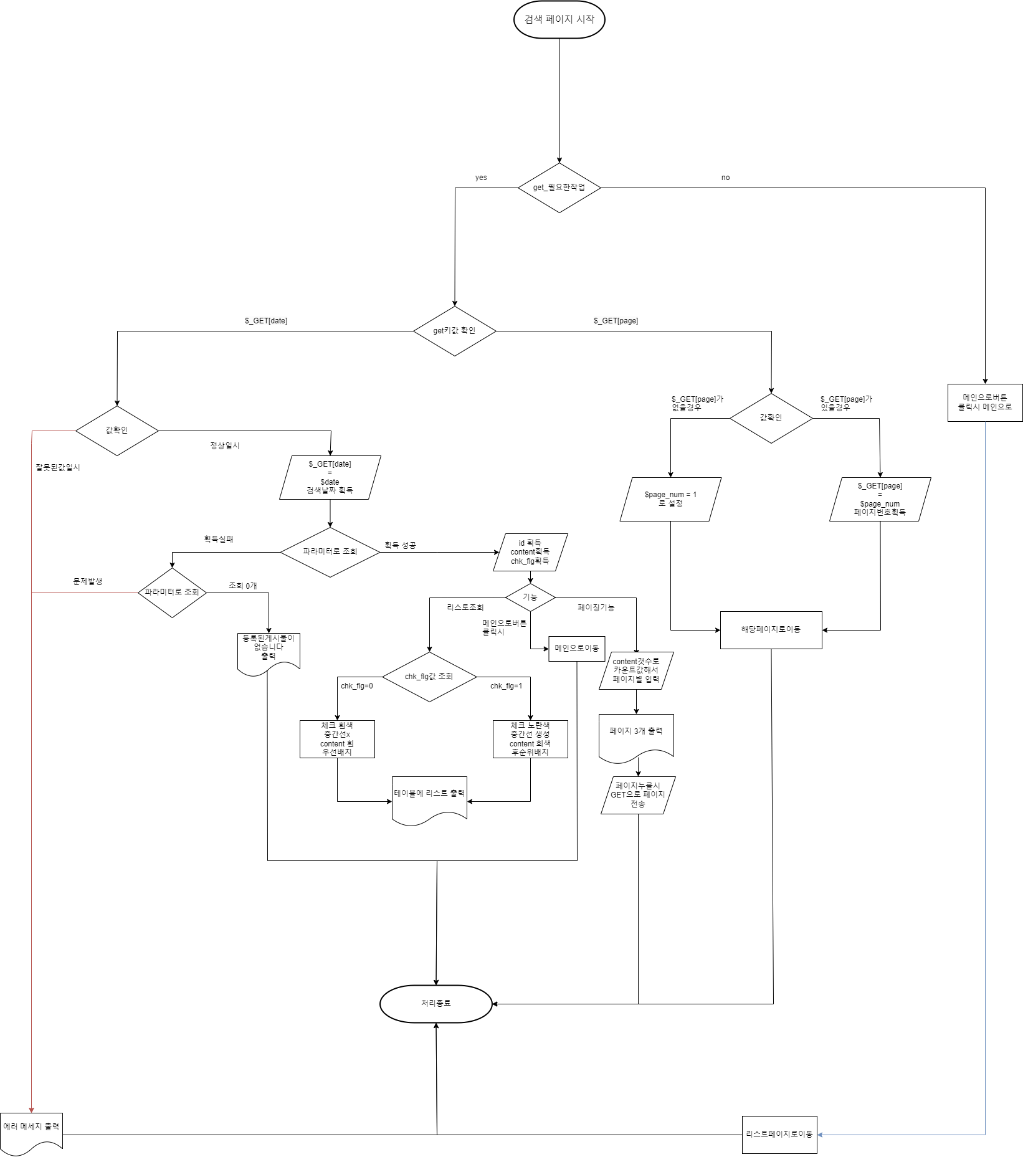 검색 페이지 시작
yes
no
get_필요한작업
$_GET[date]
$_GET[page]
get키값 확인
메인으로버튼
클릭시 메인으로
$_GET[page]가
없을경우
$_GET[page]가
있을경우
값확인
값확인
정상일시
잘못된값일시
$_GET[date]
=
$date
검색날짜 획득
$page_num = 1
로 설정
$_GET[page]
=
$page_num
페이지번호획득
획득실패
파라미터로 조회
획득 성공
id 획득
content획득
chk_flg획득
문제발생
파라미터로 조회
조회 0개
기능
리스트조회
페이징기능
메인으로버튼
클릭시
해당페이지로이동
등록된게시물이
없습니다
출력
메인으로이동
content갯수로
카운트값해서
페이지별 입력
chk_flg=0
chk_flg값 조회
chk_flg=1
체크 흰색
중간선x
content 흰
우선배치
체크 노란색
중간선 생성
content 회색
후순위배치
페이지 3개 출력
테이블에 리스트 출력
페이지누를시
GET으로 페이지
전송
처리종료
에러 메세지 출력
리스트페이지로이동